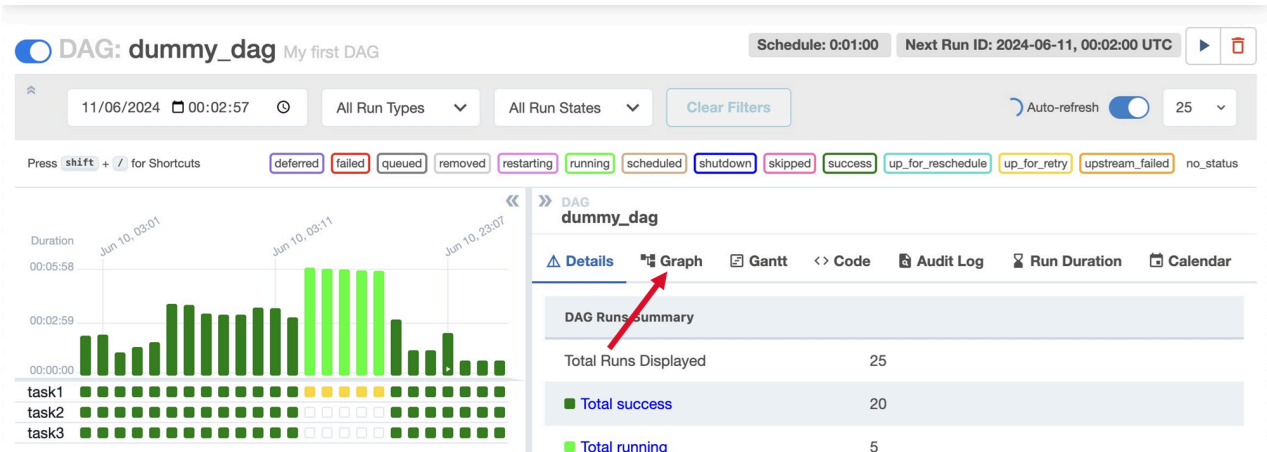 DAG: dummy_dag My first DAG
Schedule: 0:01:00 Next Run ID: 2024-06-11, 00:02:00 UTC
11/06/2024 00:02:57 All Run Types All Run States Clear Filters Auto-refresh 25
Press shift + / for Shortcuts deferred failed queued removed restarting running scheduled shutdown skipped success up_for_reschedule up_for_retry upstream_failed no_status
Duration
Jun 10, 03:01
Jun 10, 03:11
Jun 10, 23:07
00:05:58
00:02:59
00:00:00
task1
task2
task3
DAG
dummy_dag
Details Graph Gantt <> Code Audit Log Run Duration Calendar
DAG Runs Summary
Total Runs Displayed 25
Total success 20
Total running 5